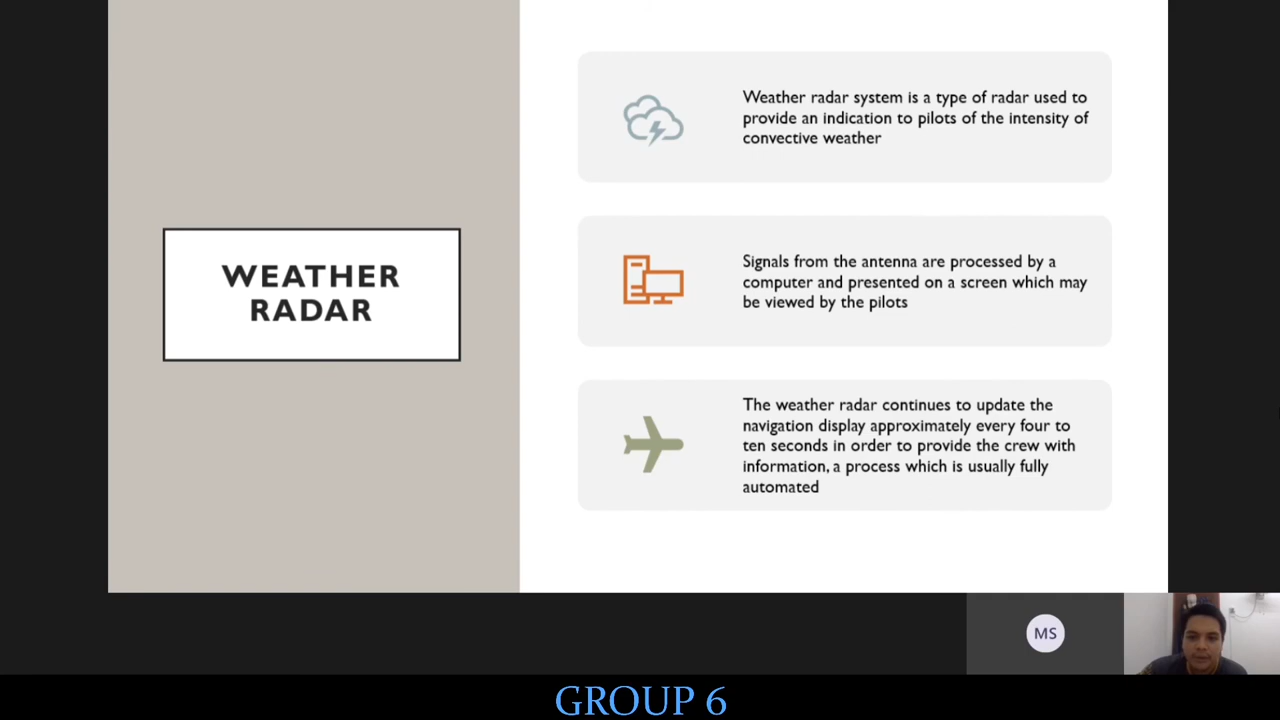 WEATHER
RADAR
Weather radar system is a type of radar used to
provide an indication to pilots of the intensity of
convective weather
Signals from the antenna are processed by a
computer and presented on a screen which may
be viewed by the pilots
The weather radar continues to update the
navigation display approximately every four to
ten seconds in order to provide the crew with
information, a process which is usually fully
automated
MS
GROUP 6